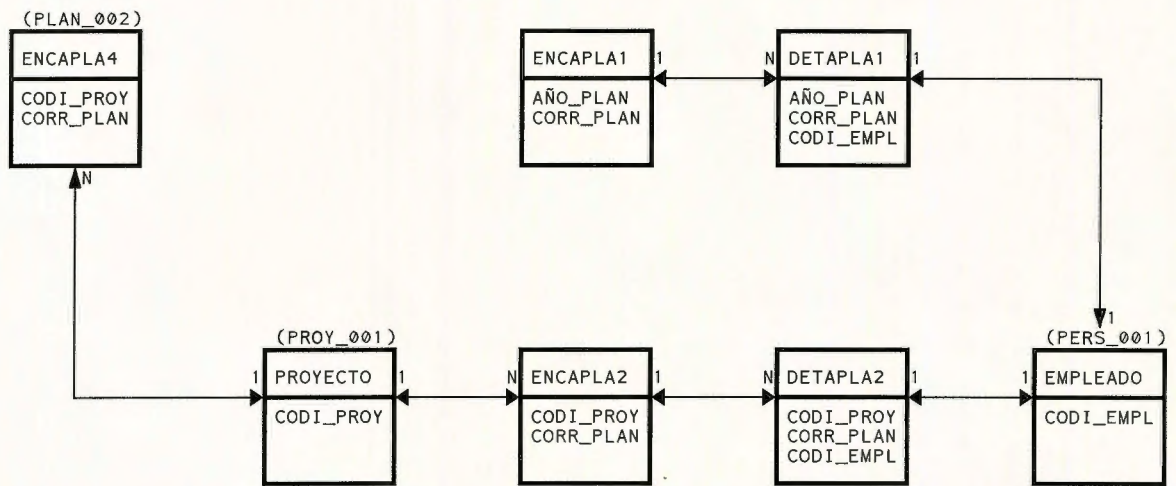 (PLAN_002)
ENCAPLA4
CODI_PROY
CORR_PLAN
N
ENCAPLA1
AÑO_PLAN
CORR_PLAN
1
N
DETAPLA1
AÑO_PLAN
CORR_PLAN
CODI_EMPL
1
1
(PROY_001)
1
PROYECTO
CODI_PROY
1
N
ENCAPLA2
CODI_PROY
CORR_PLAN
1
N
DETAPLA2
CODI_PROY
CORR_PLAN
CODI_EMPL
1
(PERS_001)
1
EMPLEADO
CODI_EMPL